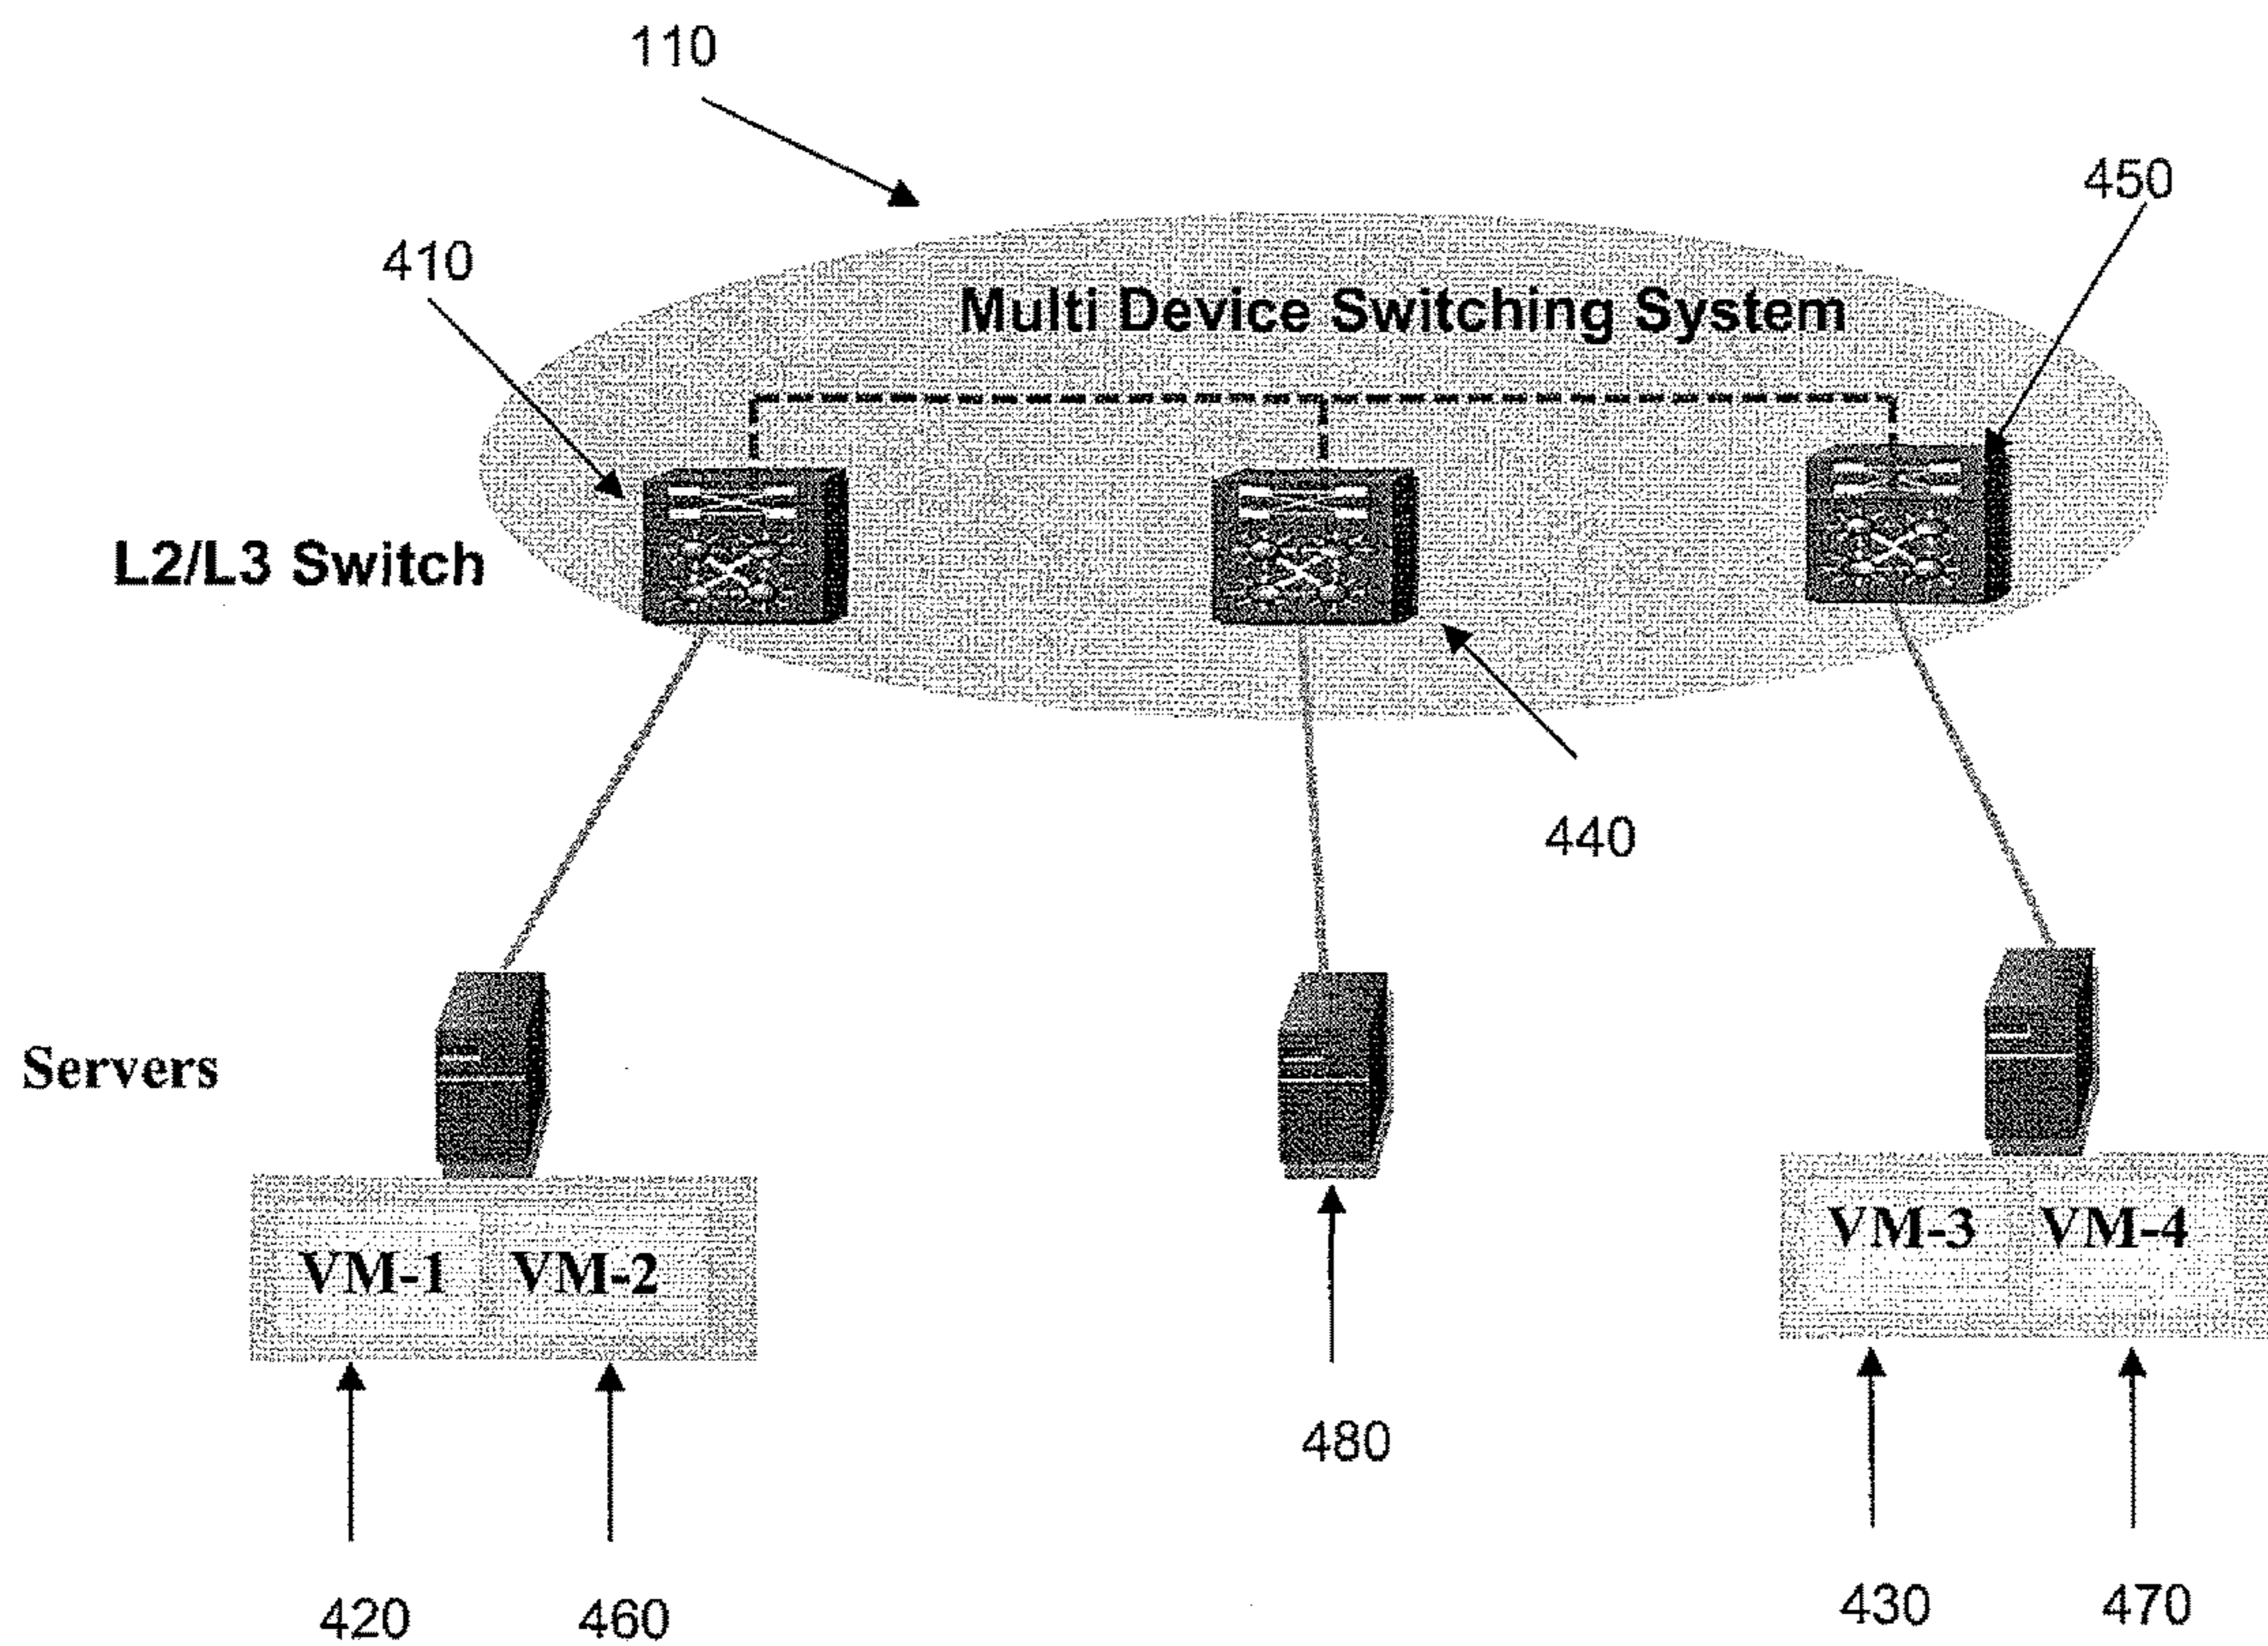 110
450
410
Multi Device Switching System
L2/L3 Switch
440
Servers
VM-1 VM-2
VM-3 VM-4
480
420 460
430 470